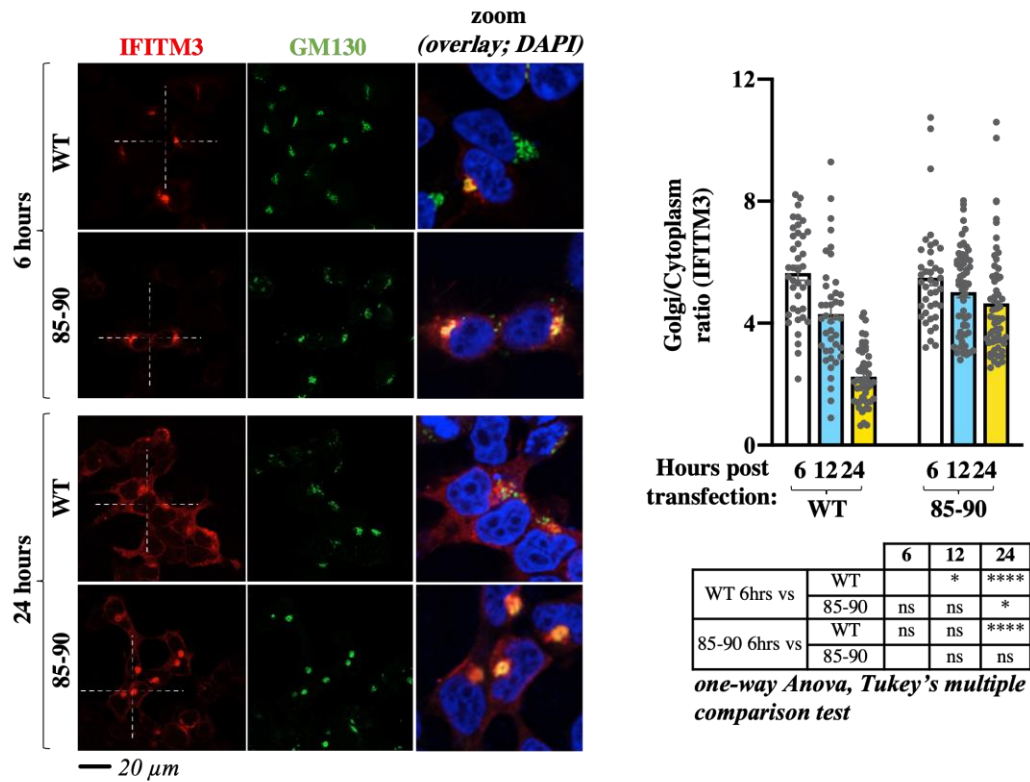 zoom
IFITM3 GM130 (overlay; DAPI)
6 hours
WT
85-90
24 hours
WT
85-90
20 µm
Golgi/Cytoplasm
ratio (IFITM3)
12
8
4
0
Hours post 6 12 24 6 12 24
transfection: WT 85-90
6 12 24
WT 6hrs vs WT * ****
85-90 ns ns *
85-90 6hrs vs WT ns ns ****
85-90 ns ns
one-way Anova, Tukey's multiple
comparison test